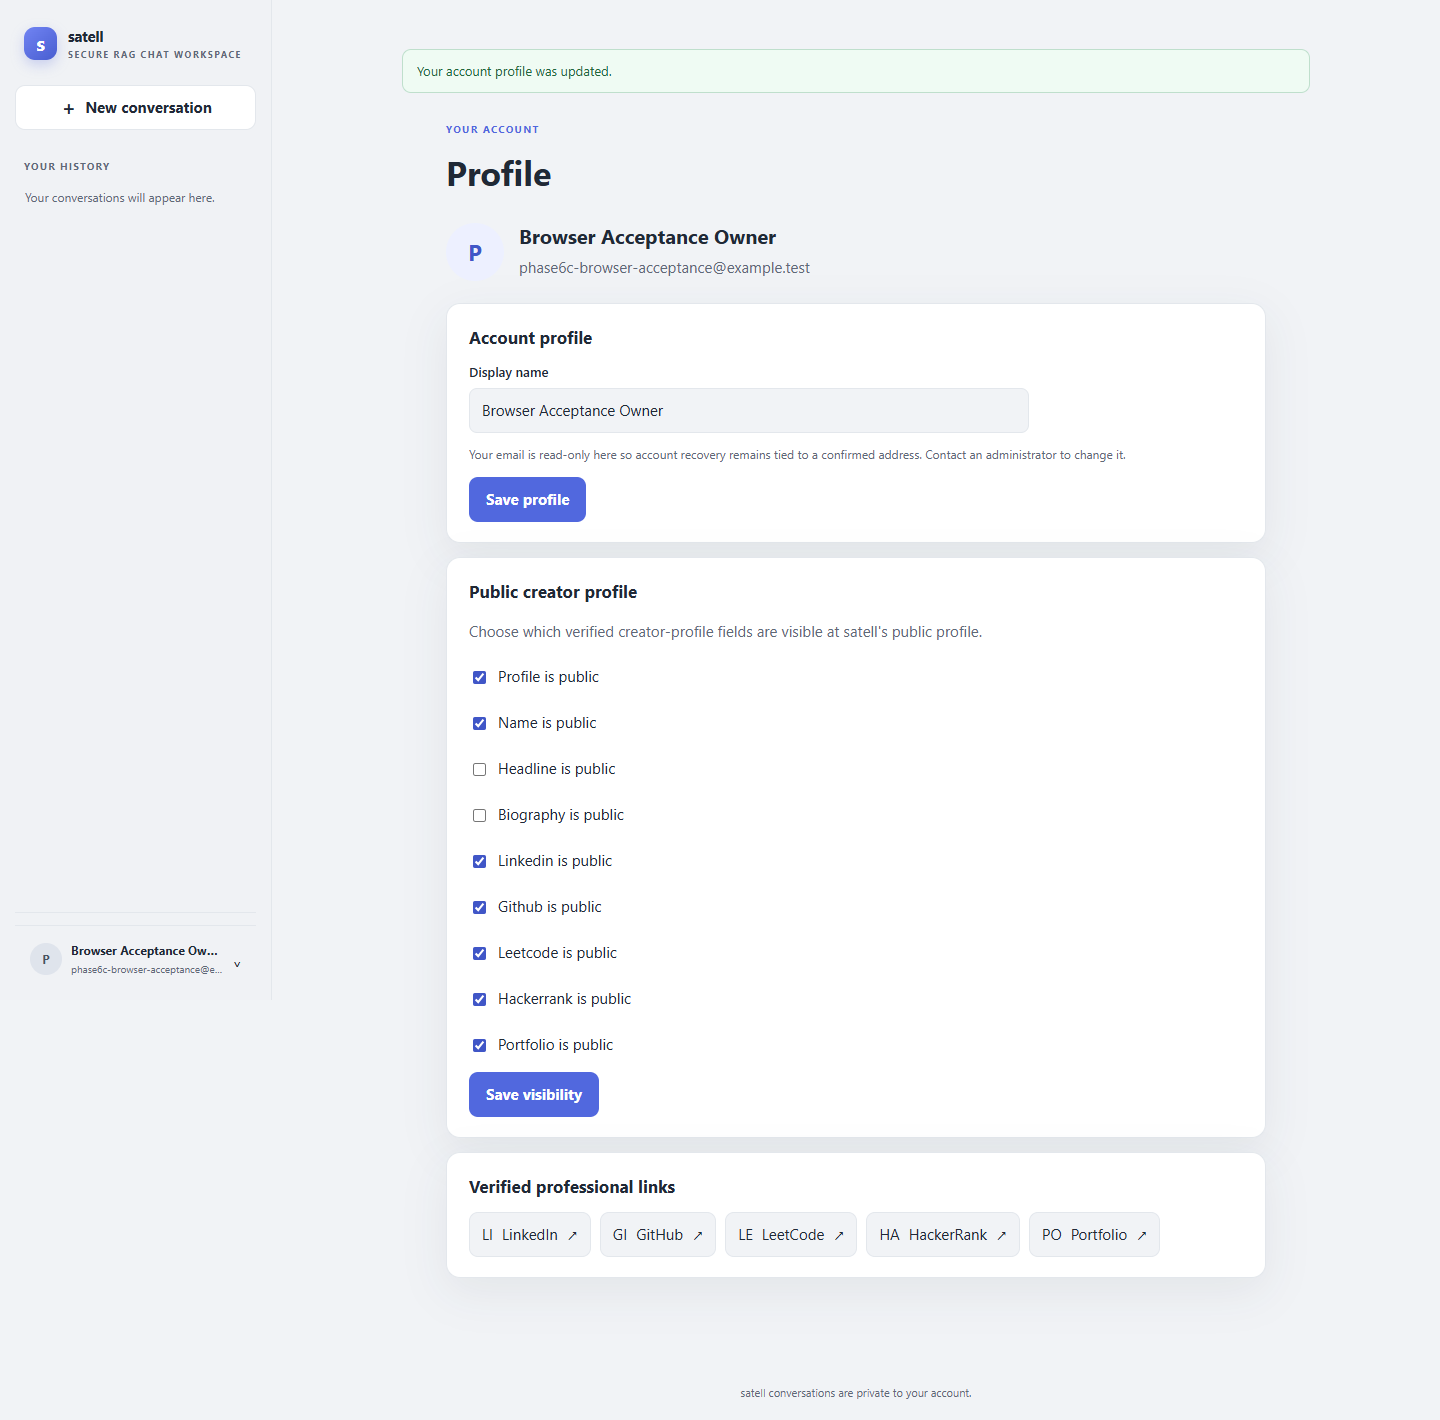 s
satell
SECURE RAG CHAT WORKSPACE
+ New conversation
YOUR HISTORY
Your conversations will appear here.
P
Browser Acceptance Ow...
phase6c-browser-acceptance@e...
Your account profile was updated.
YOUR ACCOUNT
Profile
P
Browser Acceptance Owner
phase6c-browser-acceptance@example.test
Account profile
Display name
Browser Acceptance Owner
Your email is read-only here so account recovery remains tied to a confirmed address. Contact an administrator to change it.
Save profile
Public creator profile
Choose which verified creator-profile fields are visible at satell's public profile.
Profile is public
Name is public
Headline is public
Biography is public
Linkedin is public
Github is public
Leetcode is public
Hackerrank is public
Portfolio is public
Save visibility
Verified professional links
LI LinkedIn ↗ GI GitHub ↗ LE LeetCode ↗ HA HackerRank ↗ PO Portfolio ↗
satell conversations are private to your account.